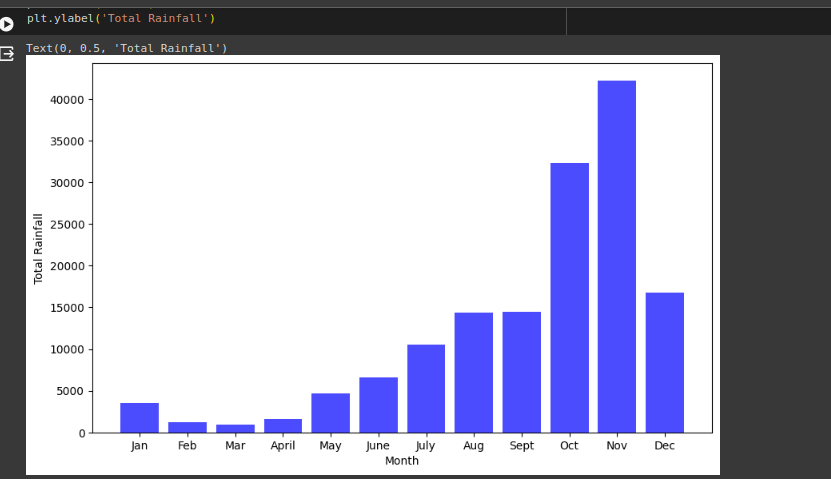 plt.ylabel('Total Rainfall')
Text(0, 0.5, 'Total Rainfall')
40000
35000
30000
25000
20000
15000
10000
5000
0
Total Rainfall
Jan Feb Mar April May June July Aug Sept Oct Nov Dec
Month